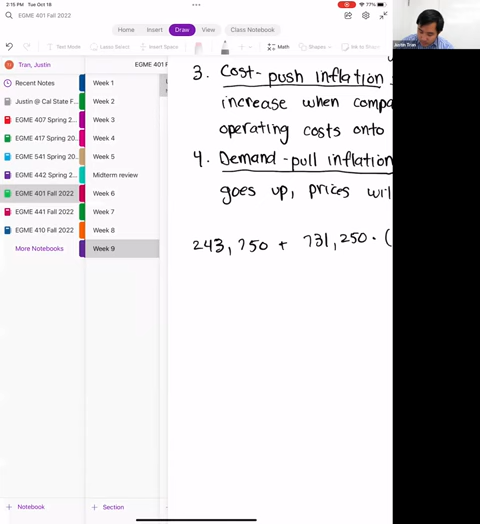 2:15 PM Tue Oct 18
77%
EGME 401 Fall 2022
Home Insert Draw View Class Notebook
Text Mode Lasso Select Insert Space Math Shapes Ink to
Tran, Justin
EGME 401 F
Recent Notes
Justin @ Cal State F...
EGME 407 Spring 2...
EGME 417 Spring 20...
EGME 541 Spring 20...
EGME 442 Spring 2...
EGME 401 Fall 2022
EGME 441 Fall 2022
EGME 410 Fall 2022
More Notebooks
Week 1
Week 2
Week 3
Week 4
Week 5
Midterm review
Week 6
Week 7
Week 8
Week 9
3. Cost-push inflation
increase when compa
operating costs onto
4. Demand-pull inflation
goes up, prices wil
243,750 + 731,250 · (
Justin Tran
+ Notebook
+ Section